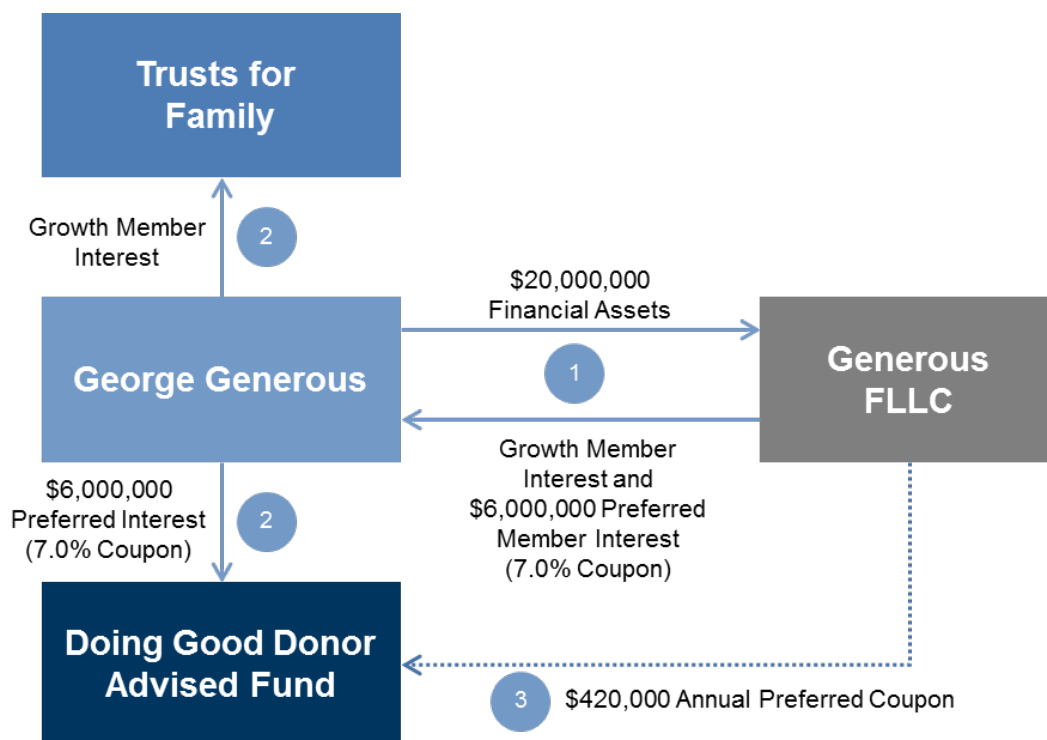 Trusts for
Family
Growth Member
Interest
2
$20,000,000
Financial Assets
George Generous
1
Generous
FLLC
Growth Member
Interest and
$6,000,000 Preferred
Member Interest
(7.0% Coupon)
$6,000,000
Preferred Interest
(7.0% Coupon)
2
Doing Good Donor
Advised Fund
3
$420,000 Annual Preferred Coupon